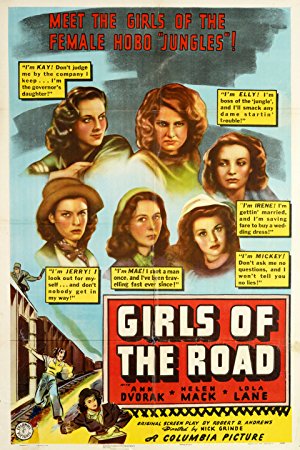 MEET THE GIRLS OF THE
FEMALE HOBO "JUNGLES"!
"I'm KAY! Don't judge
me by the company I
keep . . . I'm the
governor's
daughter!"
"I'm ELLY! I'm
boss of the 'jungle',
and I'll smack any
dame startin'
trouble!"
"I'm IRENE! I'm
gettin' married,
and I'm saving
fare to buy a wed-
ding dress!"
"I'm JERRY! I
look out for my-
self . . . and don't
nobody get in
my way!"
"I'm MAE! I shot a man
once, and I've been trav-
elling fast ever since!"
"I'm MICKEY!
Don't ask me no
questions, and I
won't tell you
no lies!"
GIRLS OF
THE ROAD
with
ANN
DVORAK
HELEN
MACK
LOLA
LANE
ORIGINAL SCREEN PLAY BY ROBERT D. ANDREWS
Directed by NICK GRINDE
A COLUMBIA PICTURE